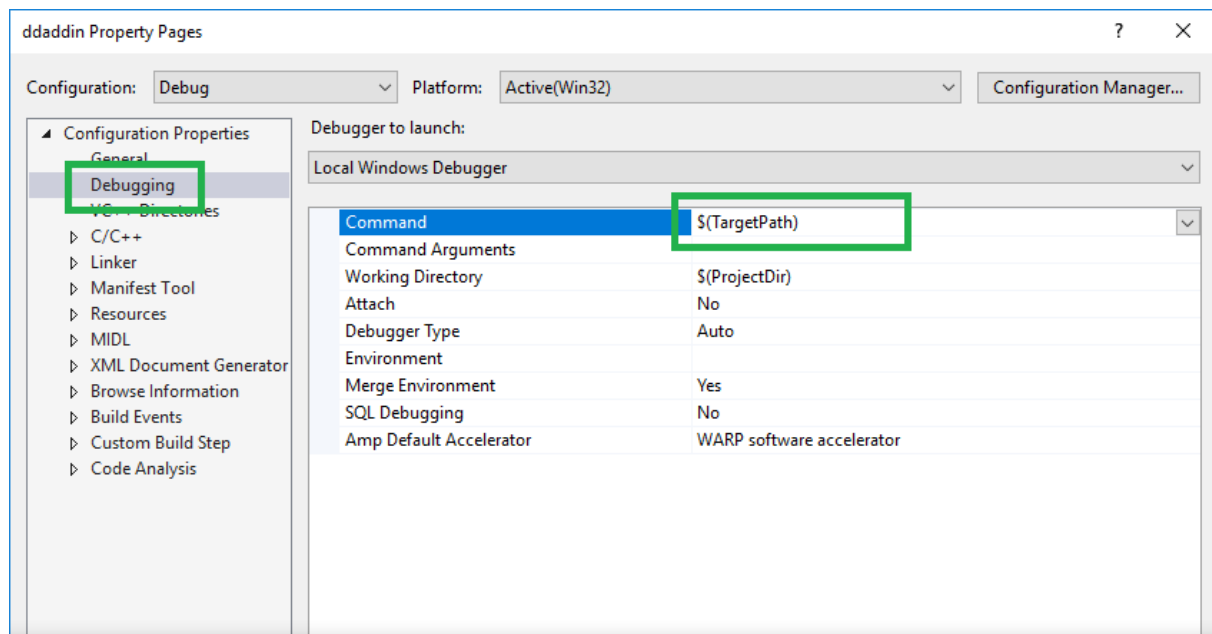 ddaddin Property Pages ?
Configuration: Debug Platform: Active(Win32) Configuration Manager...
Configuration Properties
General
Debugging
VC++ Directories
C/C++
Linker
Manifest Tool
Resources
MIDL
XML Document Generator
Browse Information
Build Events
Custom Build Step
Code Analysis
Debugger to launch:
Local Windows Debugger
Command $(TargetPath)
Command Arguments
Working Directory $(ProjectDir)
Attach No
Debugger Type Auto
Environment
Merge Environment Yes
SQL Debugging No
Amp Default Accelerator WARP software accelerator